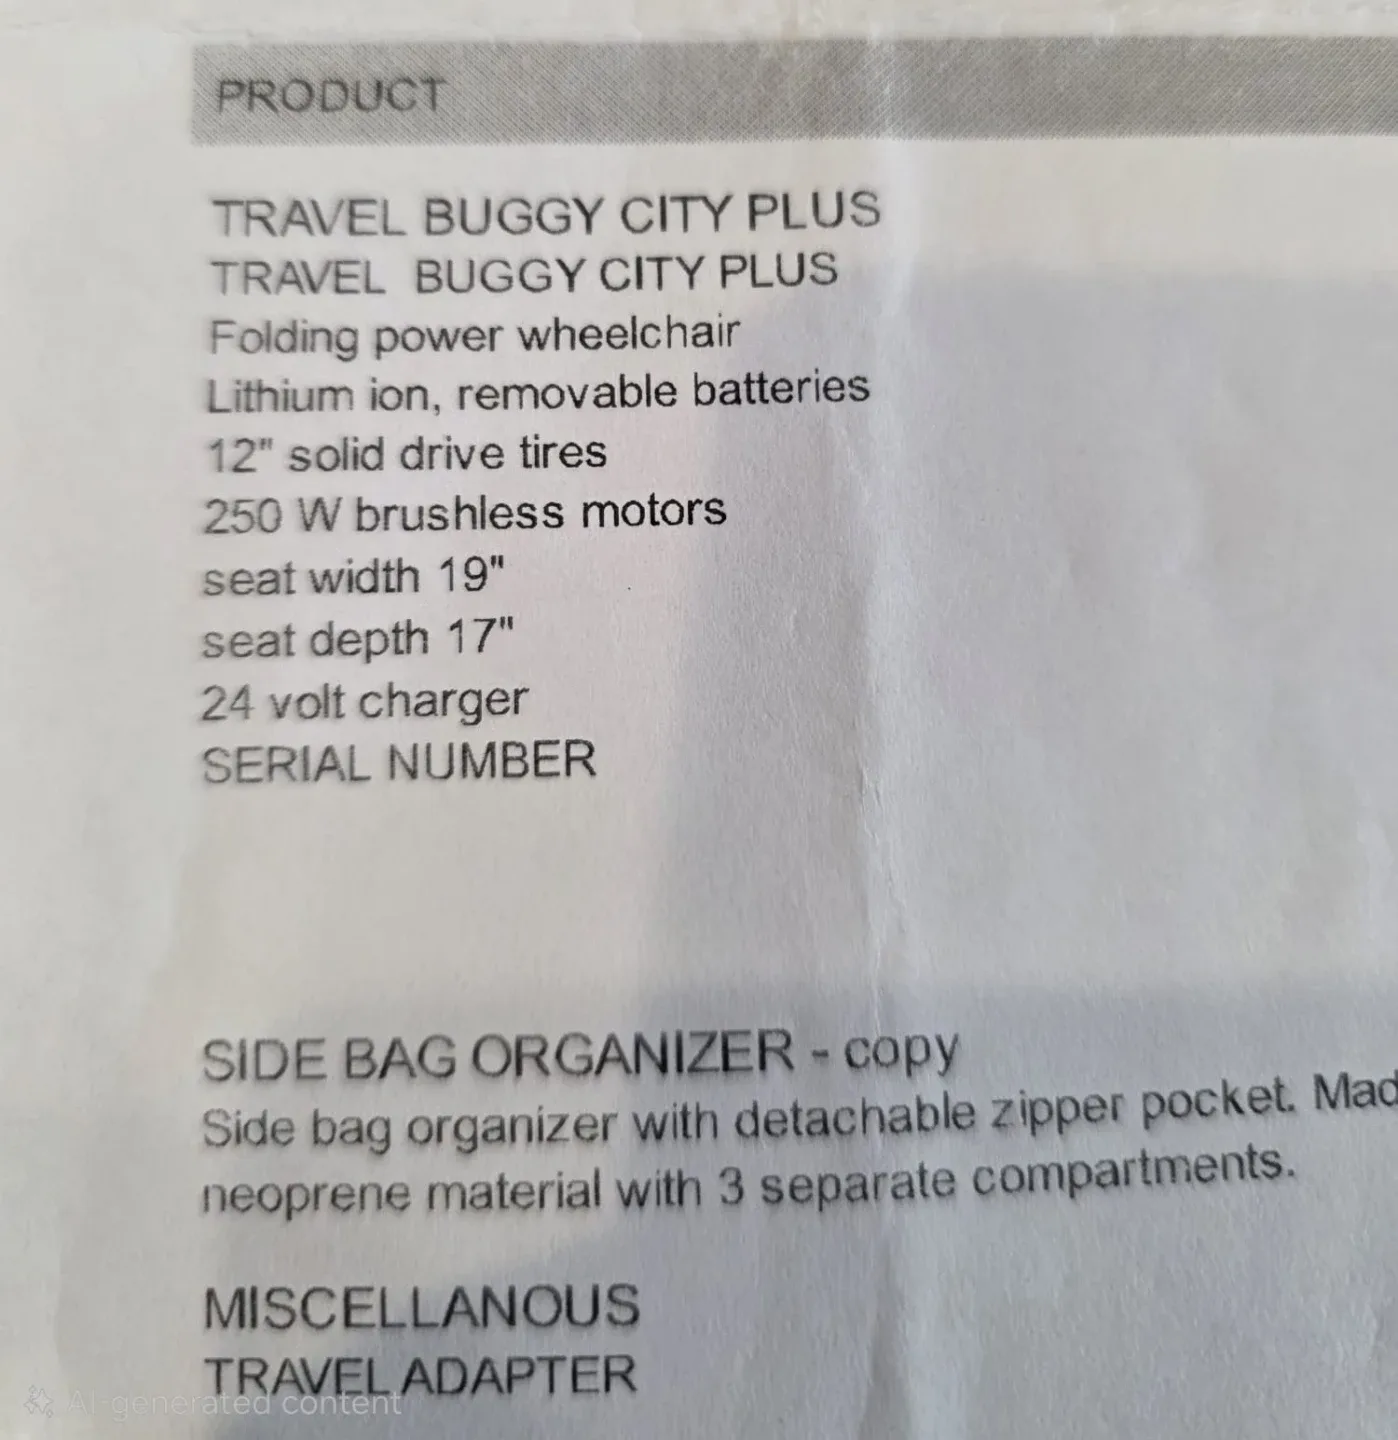 PRODUCT
TRAVEL BUGGY CITY PLUS
TRAVEL BUGGY CITY PLUS
Folding power wheelchair
Lithium ion, removable batteries
12" solid drive tires
250 W brushless motors
seat width 19"
seat depth 17"
24 volt charger
SERIAL NUMBER
SIDE BAG ORGANIZER - copy
Side bag organizer with detachable zipper pocket. Mad
neoprene material with 3 separate compartments.
MISCELLANOUS
TRAVEL ADAPTER
AI-generated content